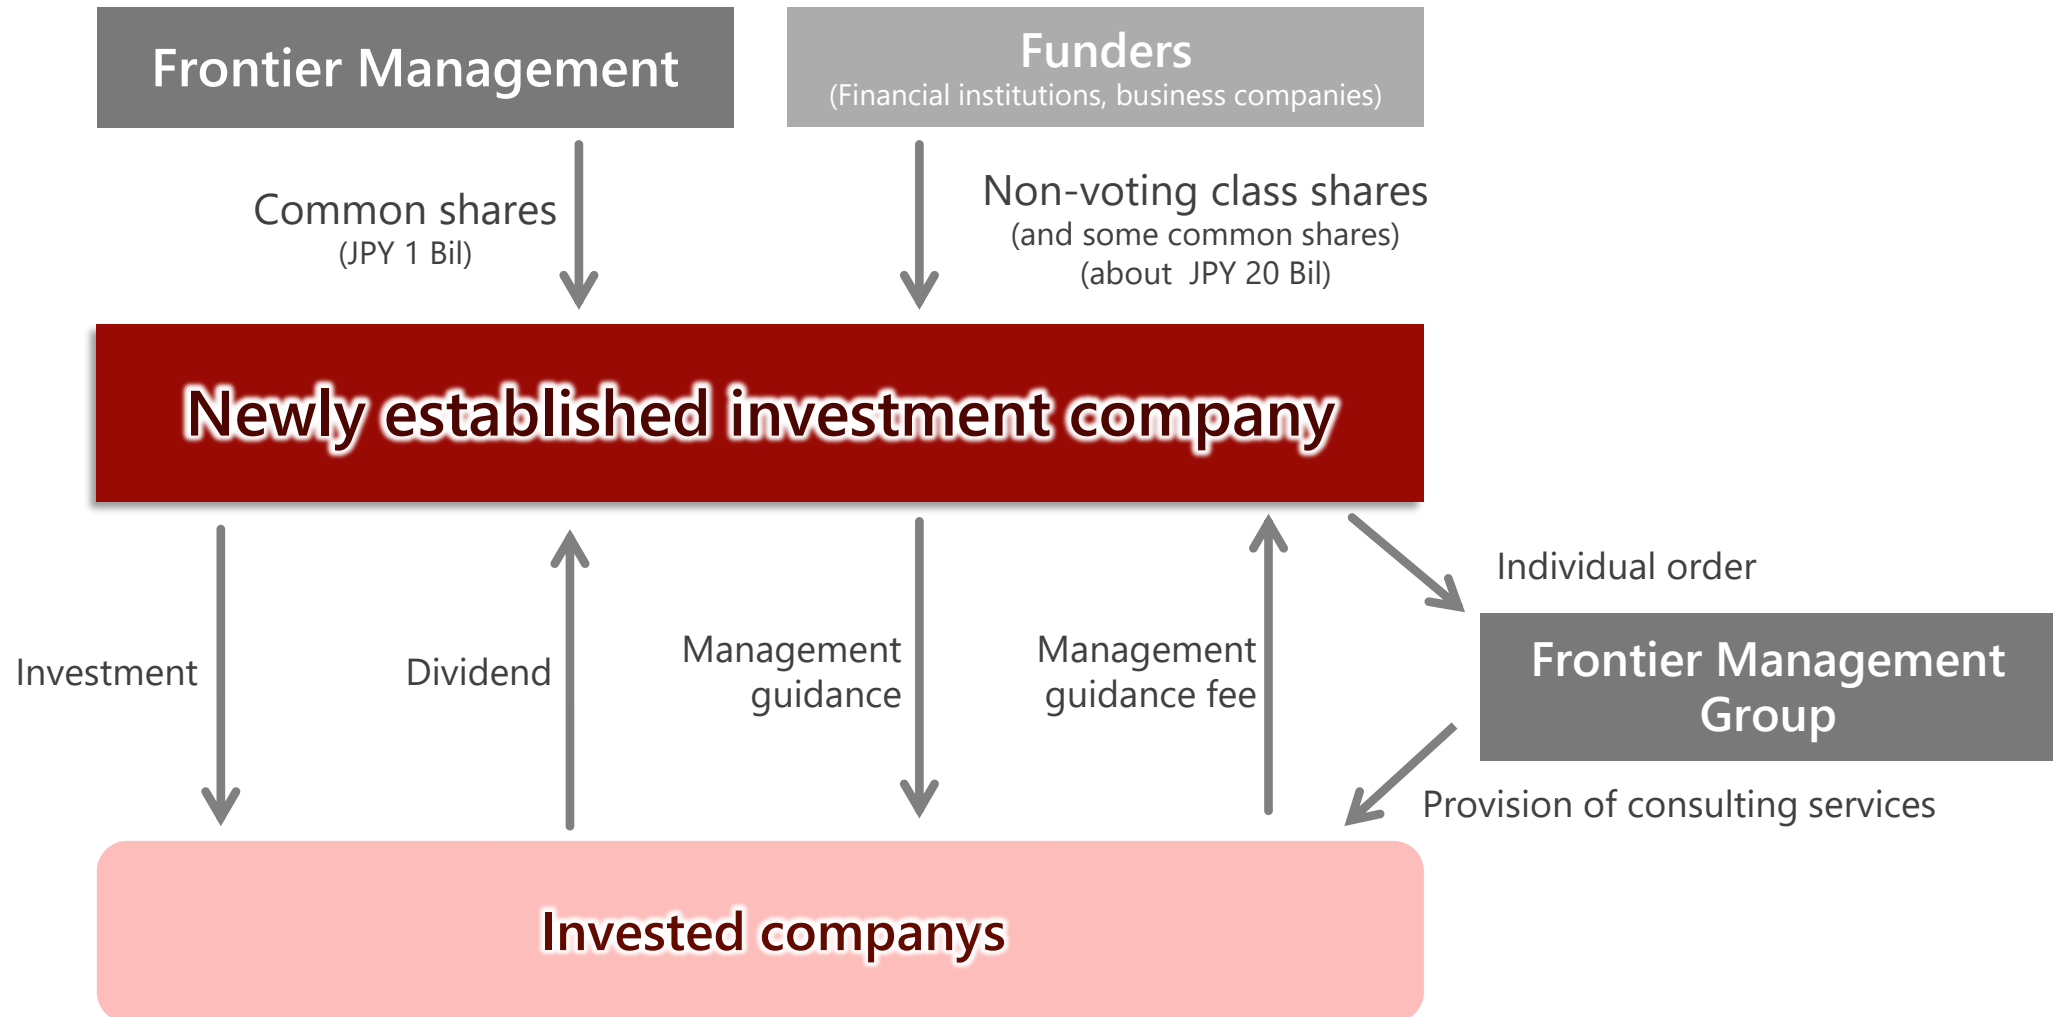 Frontier Management
Funders
(Financial institutions, business companies)
Common shares
(JPY 1 Bil)
Non-voting class shares
(and some common shares)
(about  JPY 20 Bil)
Newly established investment company
Individual order
Investment
Dividend
Management
guidance
Management
guidance fee
Frontier Management
Group
Provision of consulting services
Invested companys